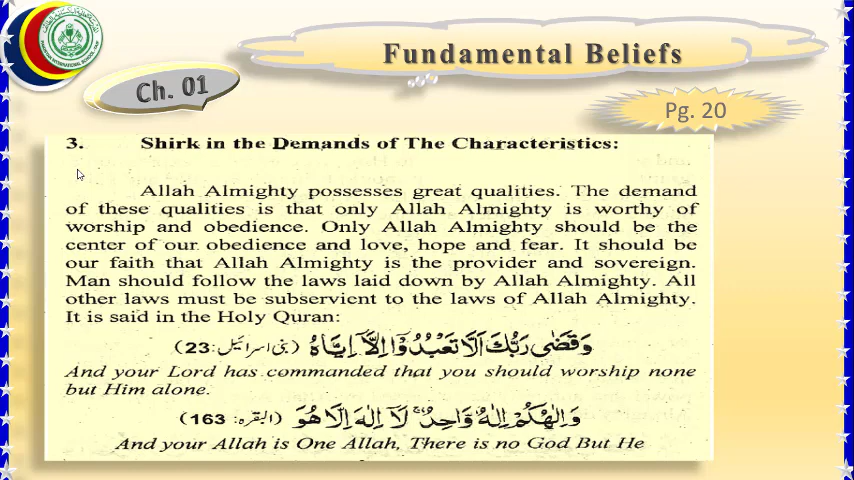 Fundamental Beliefs
Ch. 01
Pg. 20
3. Shirk in the Demands of The Characteristics:
Allah Almighty possesses great qualities. The demand
of these qualities is that only Allah Almighty is worthy of
worship and obedience. Only Allah Almighty should be the
center of our obedience and love, hope and fear. It should be
our faith that Allah Almighty is the provider and sovereign.
Man should follow the laws laid down by Allah Almighty. All
other laws must be subservient to the laws of Allah Almighty.
It is said in the Holy Quran:
وَقَضٰى رَبُّكَ اَلَّا تَعْبُدُوْٓا اِلَّآ اِيَّاهُ (بنی اسرائیل: 23)
And your Lord has commanded that you should worship none
but Him alone.
وَاِلٰهُكُمْ اِلٰهٌ وَّاحِدٌ ۚ لَآ اِلٰهَ اِلَّا هُوَ (البقره: 163)
And your Allah is One Allah, There is no God But He